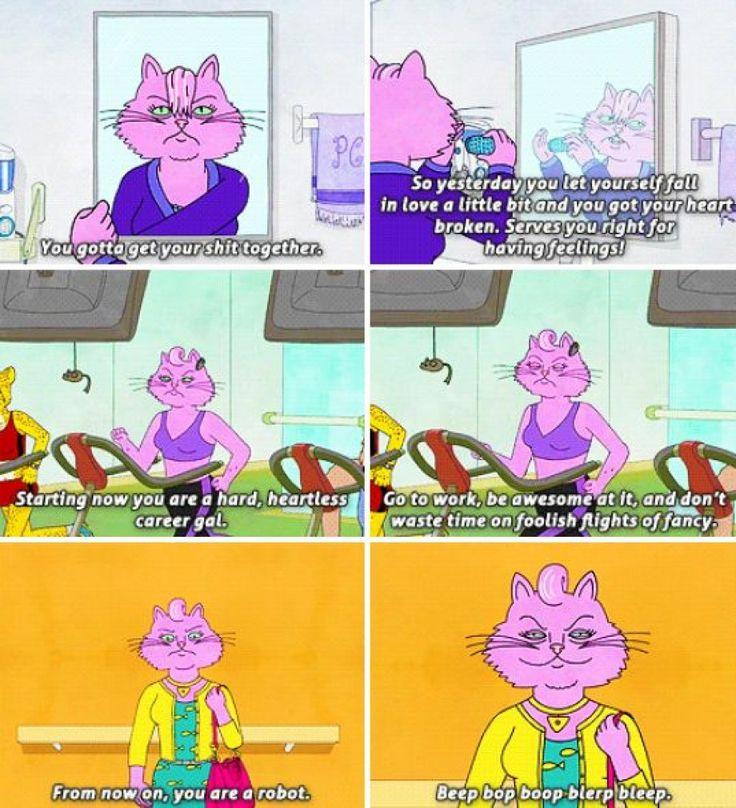 PC
You gotta get your shit together.
So yesterday you let yourself fall
in love a little bit and you got your heart
broken. Serves you right for
having feelings!
Starting now you are a hard, heartless
career gal.
Go to work, be awesome at it, and don't
waste time on foolish flights of fancy.
From now on, you are a robot.
Beep bop boop blerp bleep.